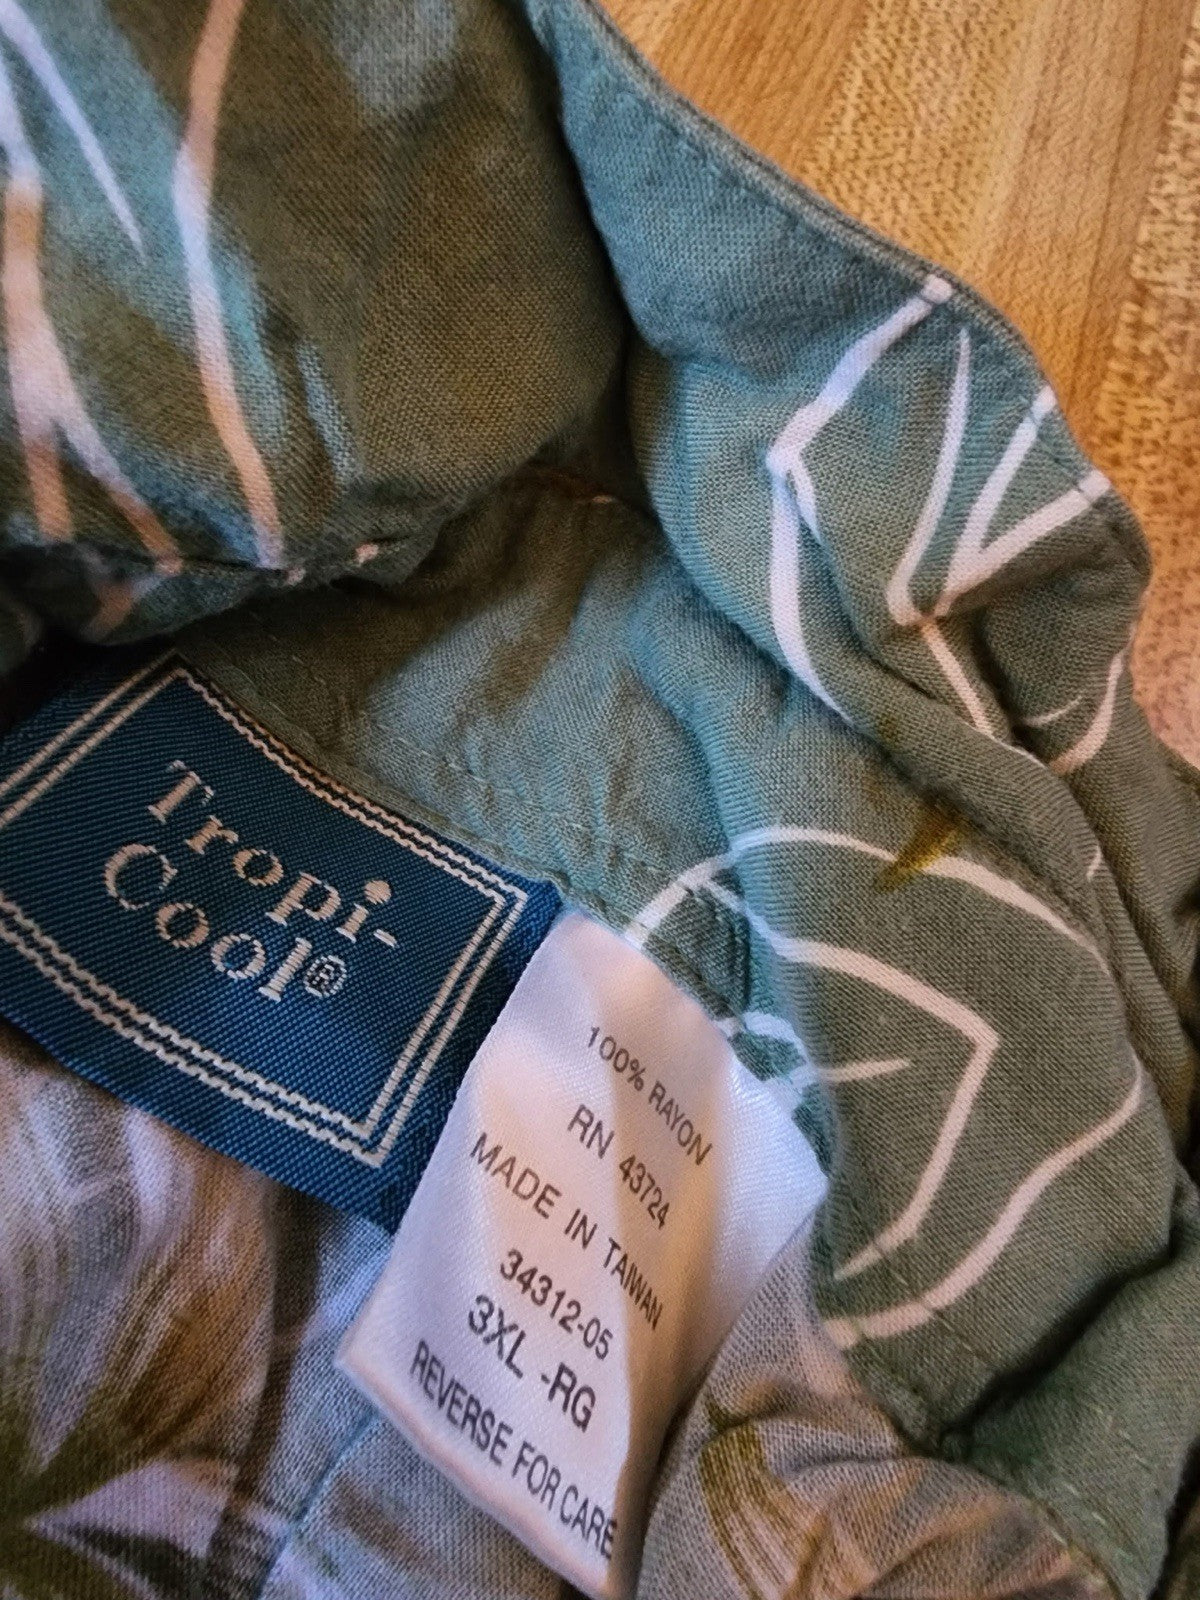 Tropi-
Cool®
100% RAYON
RN 43724
MADE IN TAIWAN
34312-05
3XL -RG
REVERSE FOR CARE